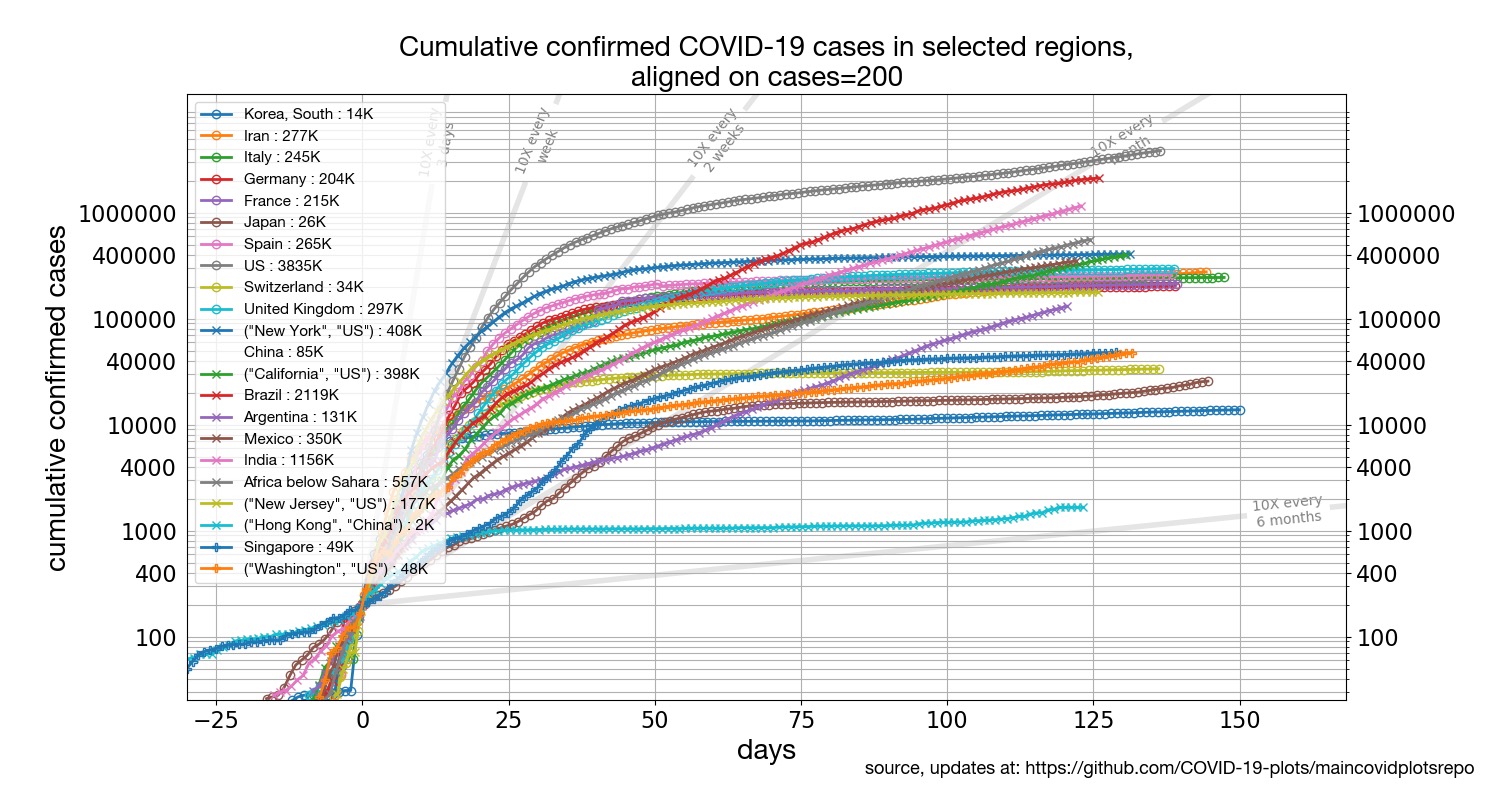 Cumulative confirmed COVID-19 cases in selected regions,
aligned on cases=200
cumulative confirmed cases
1000000
400000
100000
40000
10000
4000
1000
400
100
Korea, South : 14K
Iran : 277K
Italy : 245K
Germany : 204K
France : 215K
Japan : 26K
Spain : 265K
US : 3835K
Switzerland : 34K
United Kingdom : 297K
("New York", "US") : 408K
China : 85K
("California", "US") : 398K
Brazil : 2119K
Argentina : 131K
Mexico : 350K
India : 1156K
Africa below Sahara : 557K
("New Jersey", "US") : 177K
("Hong Kong", "China") : 2K
Singapore : 49K
("Washington", "US") : 48K
10X every
days
10X every
week
10X every
2 weeks
10X every
month
10X every
6 months
1000000
400000
100000
40000
10000
4000
1000
400
100
−25 0 25 50 75 100 125 150
days
source, updates at: https://github.com/COVID-19-plots/maincovidplotsrepo